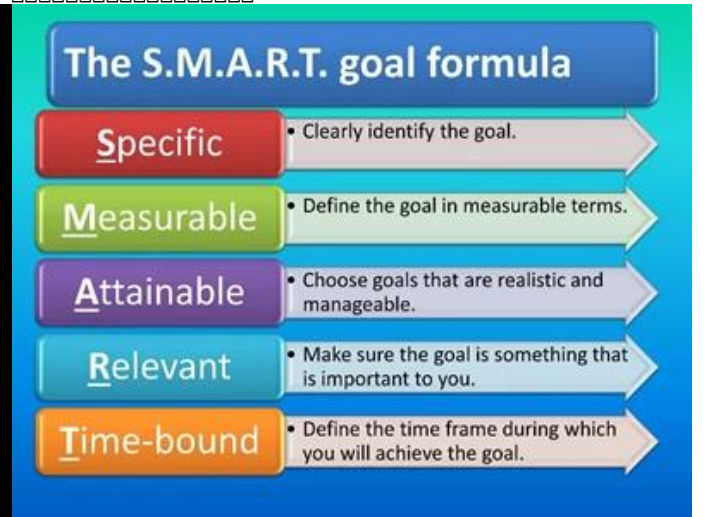 The S.M.A.R.T. goal formula
Specific
• Clearly identify the goal.
Measurable
• Define the goal in measurable terms.
Attainable
• Choose goals that are realistic and
manageable.
Relevant
• Make sure the goal is something that
is important to you.
Time-bound
• Define the time frame during which
you will achieve the goal.